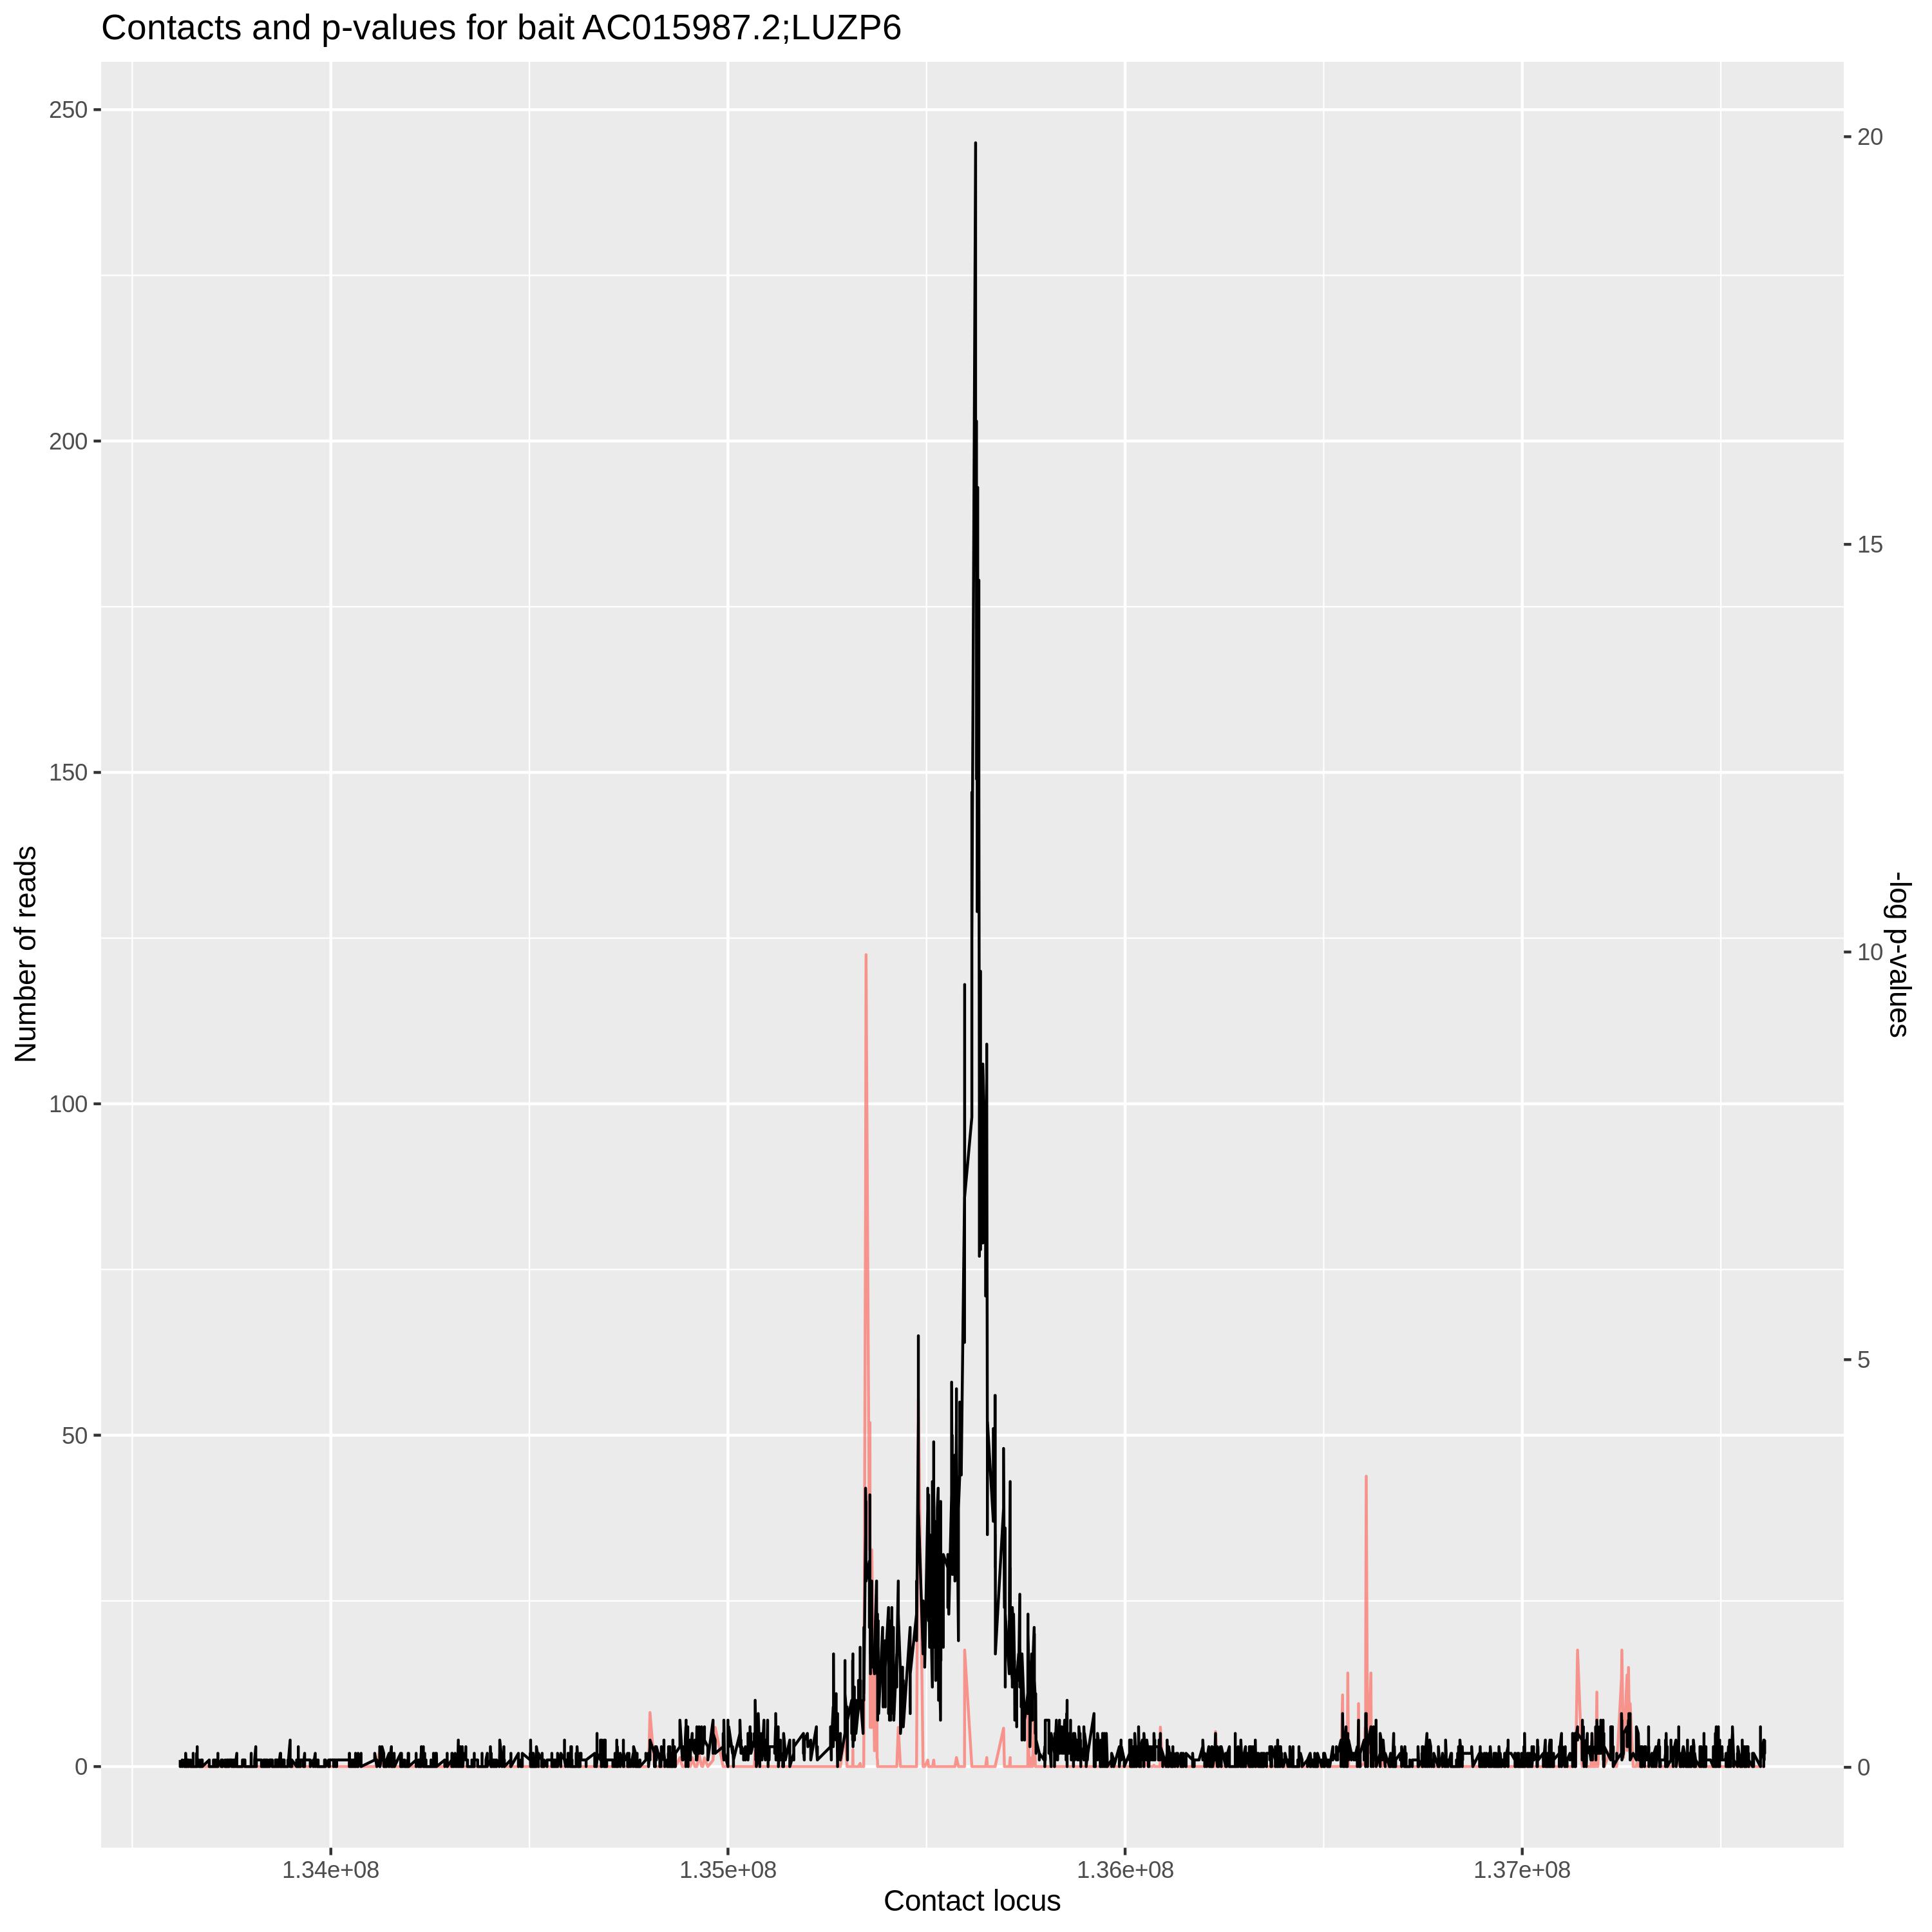 Contacts and p-values for bait AC015987.2;LUZP6
250
200
150
100
50
0
Number of reads
20
15
10
5
0
-log p-values
1.34e+08
1.35e+08
1.36e+08
1.37e+08
Contact locus